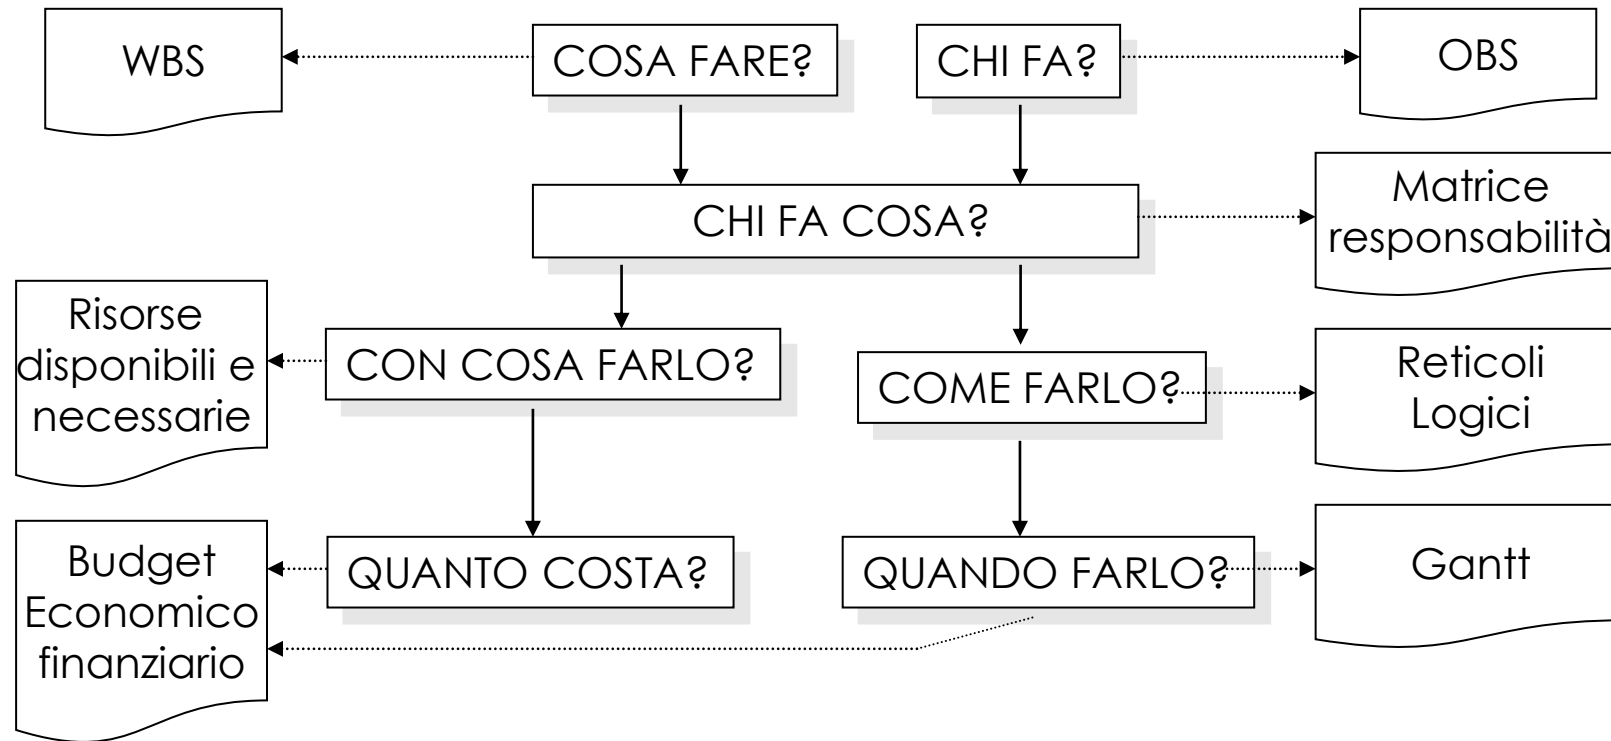 WBS
COSA FARE?
CHI FA?
OBS
CHI FA COSA?
Matrice
responsabilità
Risorse
disponibili e
necessarie
CON COSA FARLO?
COME FARLO?
Reticoli
Logici
Budget
Economico
finanziario
QUANTO COSTA?
QUANDO FARLO?
Gantt